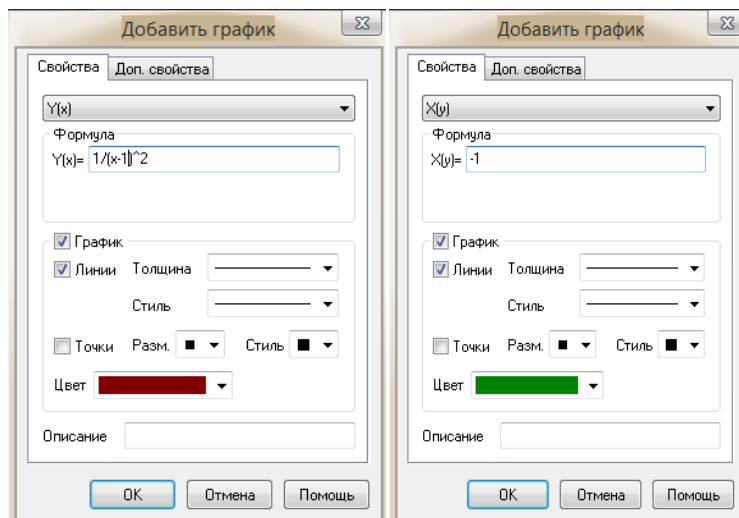 Добавить график
Свойства Доп. свойства
Y(x)
Формула
Y(x)= 1/(x-1)^2
График
Линии Толщина
Стиль
Точки Разм. Стиль
Цвет
Описание
ОК Отмена Помощь
Добавить график
Свойства Доп. свойства
X(y)
Формула
X(y)= -1
График
Линии Толщина
Стиль
Точки Разм. Стиль
Цвет
Описание
ОК Отмена Помощь